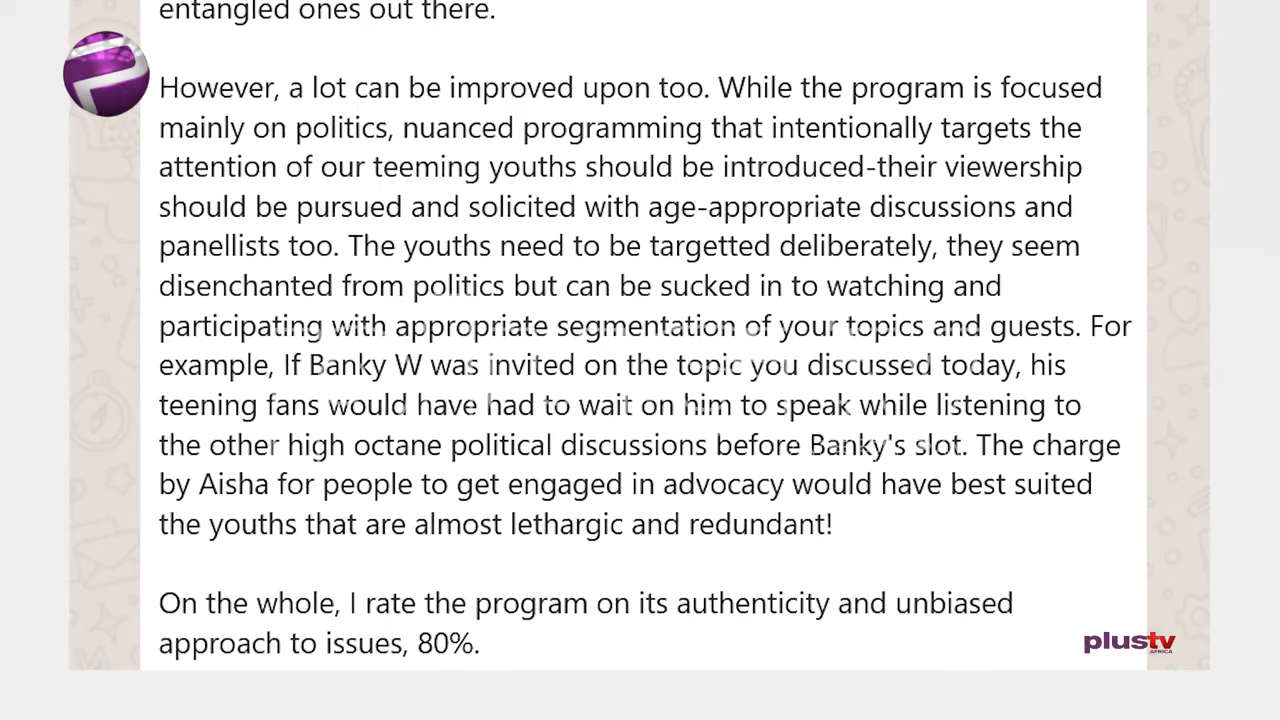 entangled ones out there.
However, a lot can be improved upon too. While the program is focused
mainly on politics, nuanced programming that intentionally targets the
attention of our teeming youths should be introduced-their viewership
should be pursued and solicited with age-appropriate discussions and
panellists too. The youths need to be targetted deliberately, they seem
disenchanted from politics but can be sucked in to watching and
participating with appropriate segmentation of your topics and guests. For
example, If Banky W was invited on the topic you discussed today, his
teening fans would have had to wait on him to speak while listening to
the other high octane political discussions before Banky's slot. The charge
by Aisha for people to get engaged in advocacy would have best suited
the youths that are almost lethargic and redundant!
On the whole, I rate the program on its authenticity and unbiased
approach to issues, 80%.
plustv
AFRICA